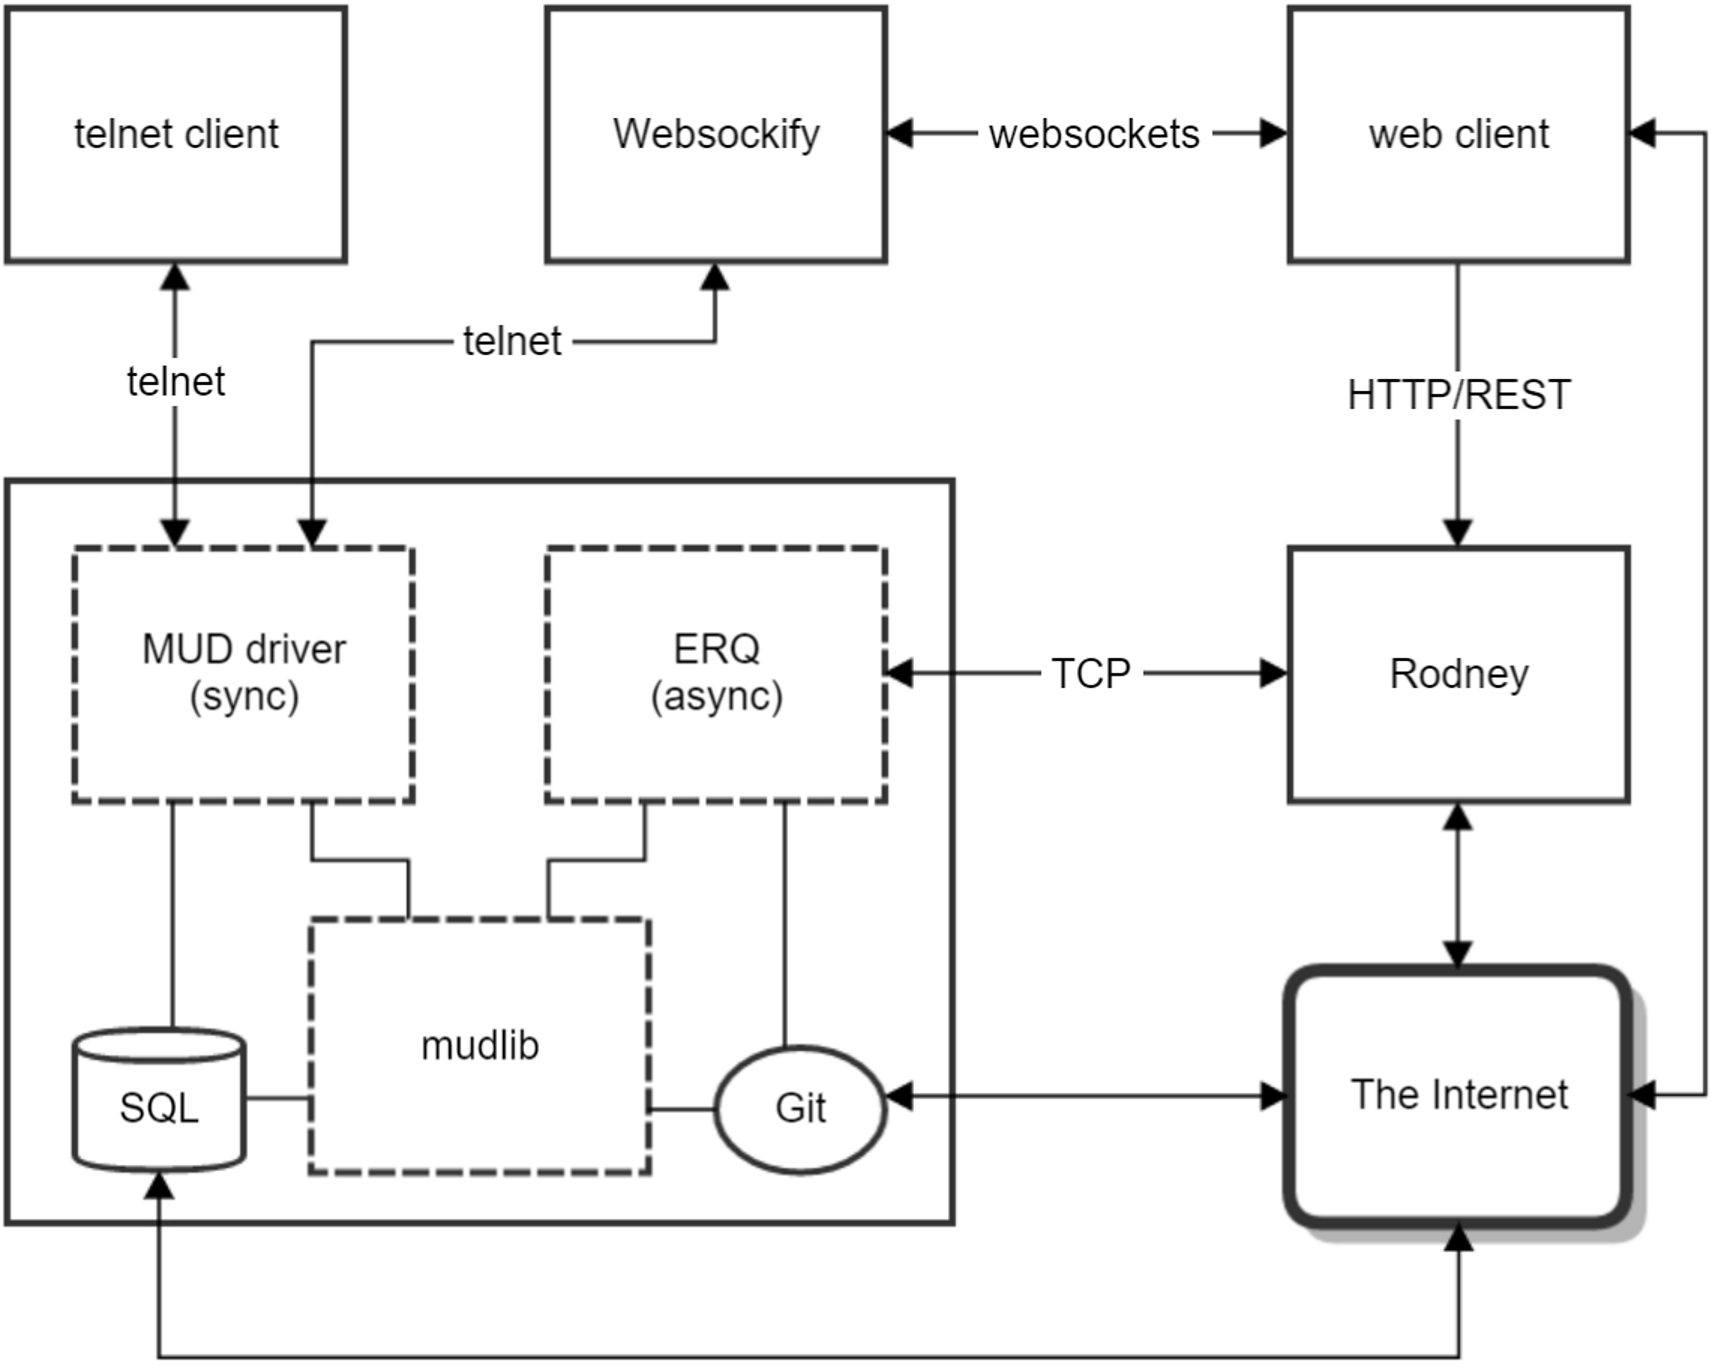 telnet client
Websockify
websockets
web client
telnet
telnet
HTTP/REST
MUD driver
(sync)
ERQ
(async)
TCP
Rodney
mudlib
SQL
Git
The Internet